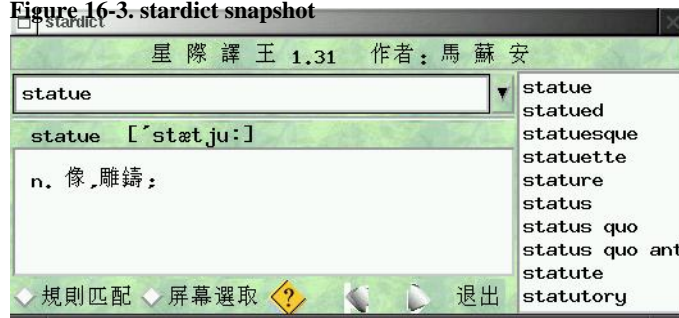 Figure 16-3. stardict snapshot
stardict
星際譯王 1.31 作者：馬蘇安
statue
statue [ˊstætju:]
n. 像,雕鑄;
規則匹配 屏幕選取 ? 退出
statue
statued
statuesque
statuette
stature
status
status quo
status quo ant
statute
statutory